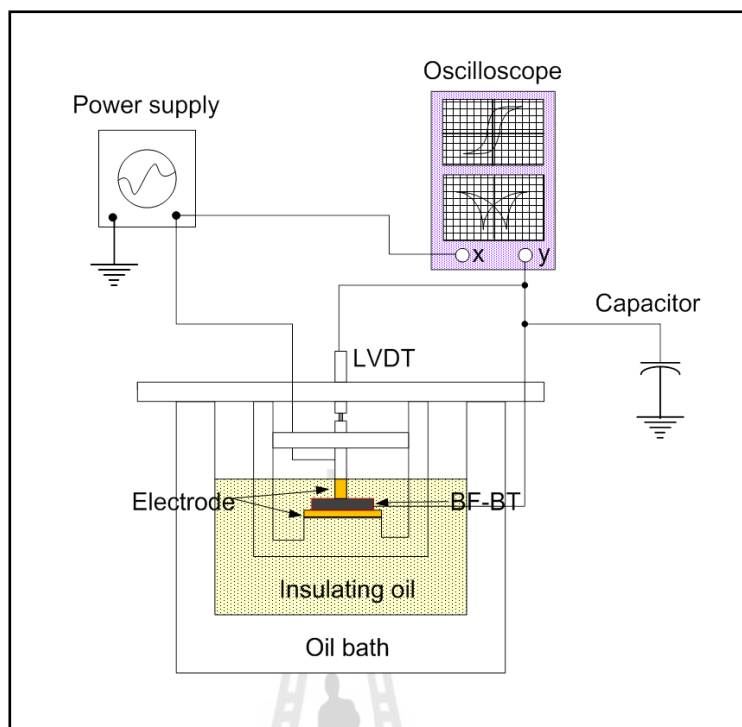 Oscilloscope
Power supply
x y
Capacitor
LVDT
Electrode BF-BT
Insulating oil
Oil bath